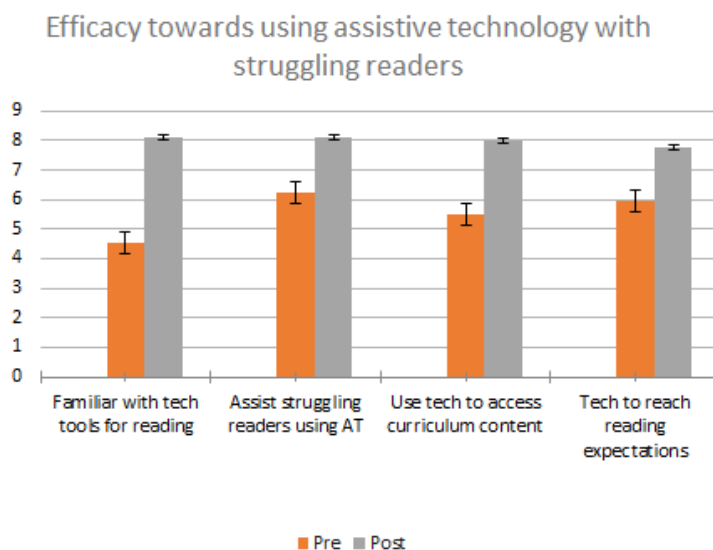 Efficacy towards using assistive technology with
struggling readers
9
8
7
6
5
4
3
2
1
0
Familiar with tech
tools for reading
Assist struggling
readers using AT
Use tech to access
curriculum content
Tech to reach
reading
expectations
Pre Post